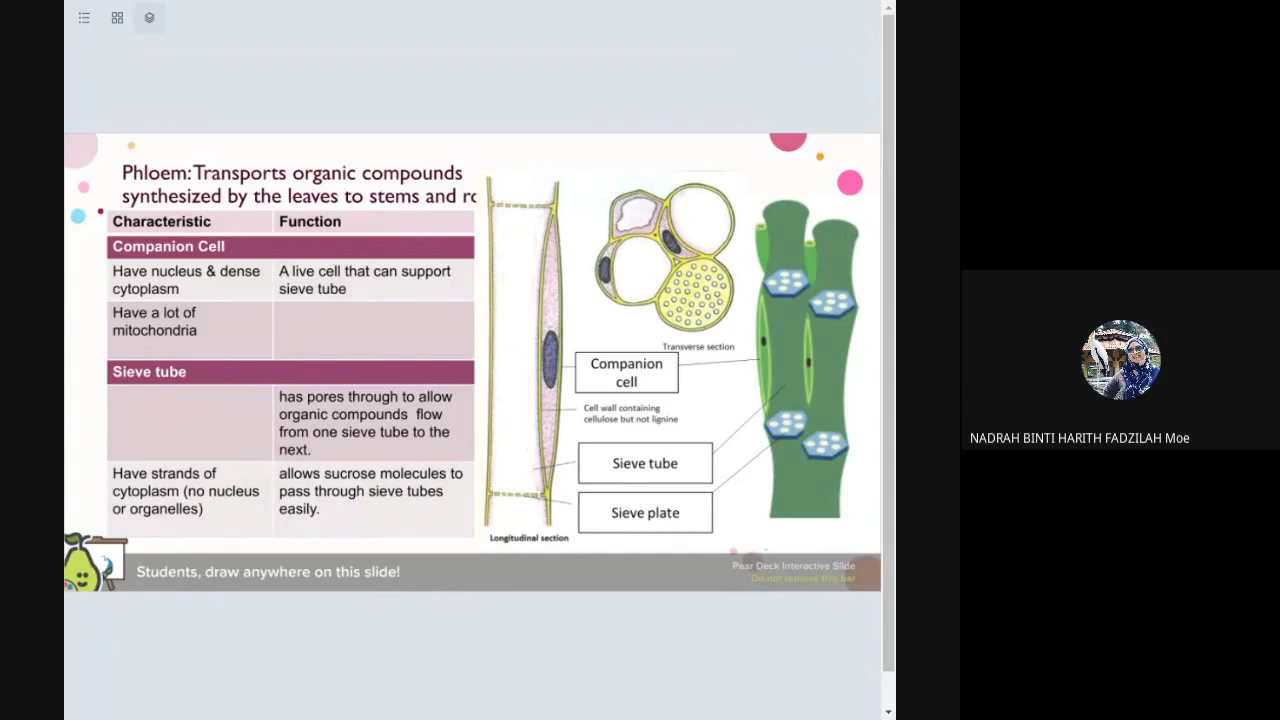 Phloem: Transports organic compounds
synthesized by the leaves to stems and
Characteristic Function
Companion Cell
Have nucleus & dense
cytoplasm
A live cell that can support
sieve tube
Have a lot of
mitochondria
Sieve tube
has pores through to allow
organic compounds flow
from one sieve tube to the
next.
Have strands of
cytoplasm (no nucleus
or organelles)
allows sucrose molecules to
pass through sieve tubes
easily.
Transverse section
Companion
cell
Cell wall containing
cellulose but not lignine
Sieve tube
Sieve plate
Longitudinal section
Students, draw anywhere on this slide!
Pear Deck Interactive Slide
Do not remove this bar
NADRAH BINTI HARITH FADZILAH Moe